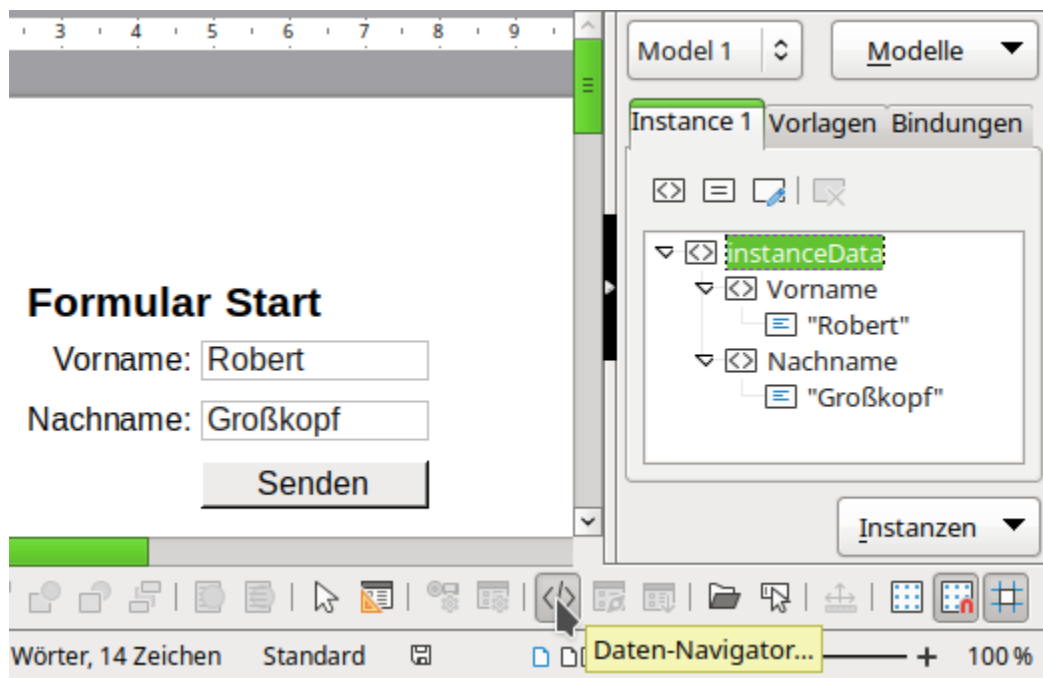 3 4 5 6 7 8 9
Model 1
Modelle
Instance 1 Vorlagen Bindungen
instanceData
Vorname
"Robert"
Nachname
"Großkopf"
Formular Start
Vorname: Robert
Nachname: Großkopf
Senden
Instanzen
Wörter, 14 Zeichen Standard 100 %
Daten-Navigator...